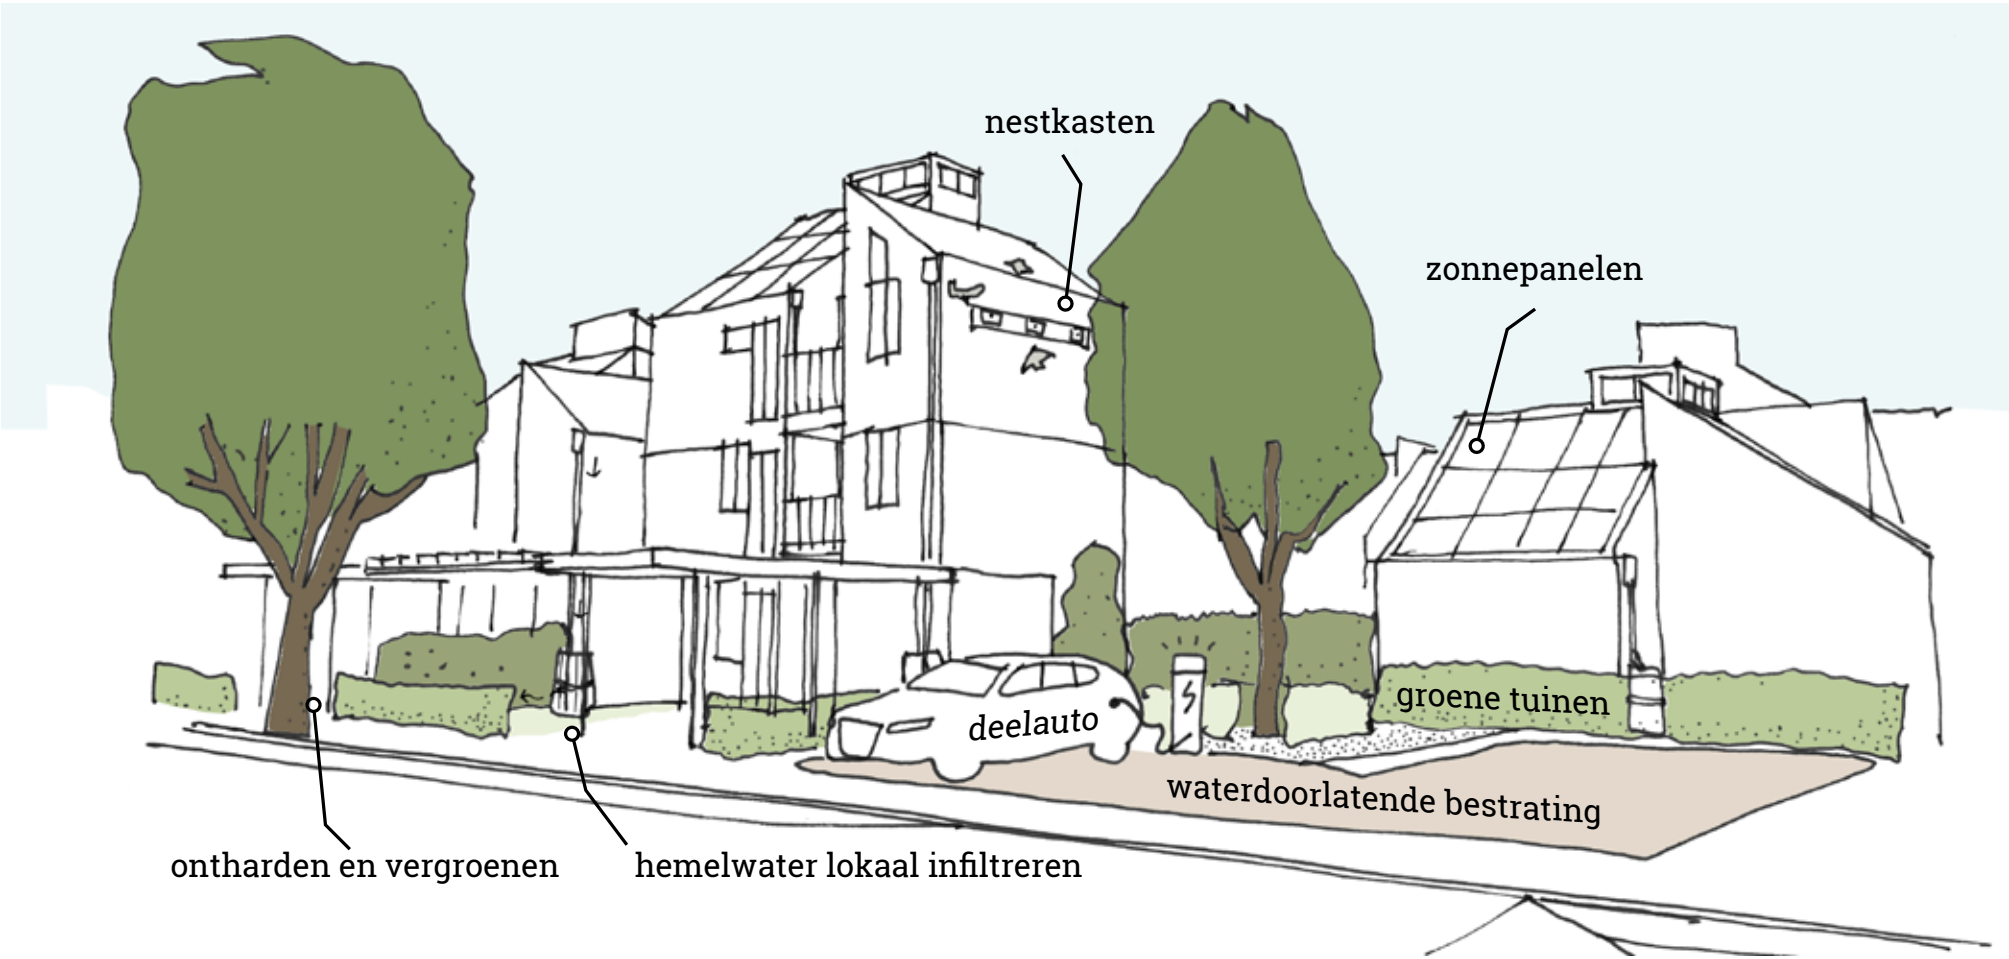 nestkasten
zonnepanelen
groene tuinen
deelauto
waterdoorlatende bestrating
ontharden en vergroenen
hemelwater lokaal infiltreren